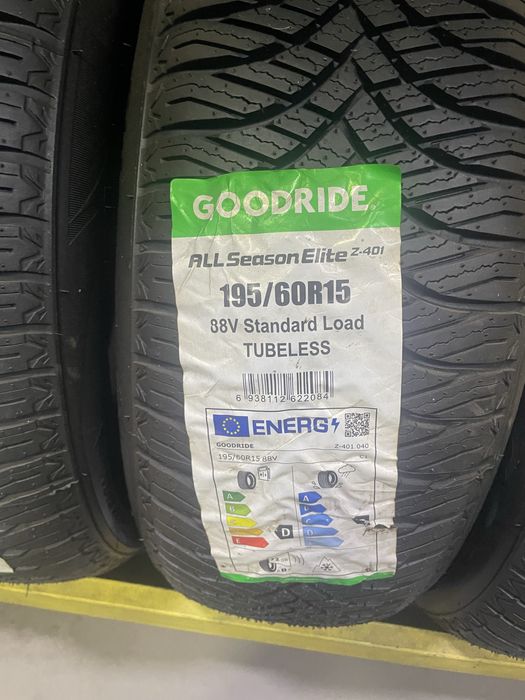 GOODRIDE
ALL Season Elite Z-401
195/60R15
88V Standard Load
TUBELESS
6 938112 622084
ENERG
GOODRIDE Z-401 040
195/60R15 88V C1
A A
B
C
D
E
D